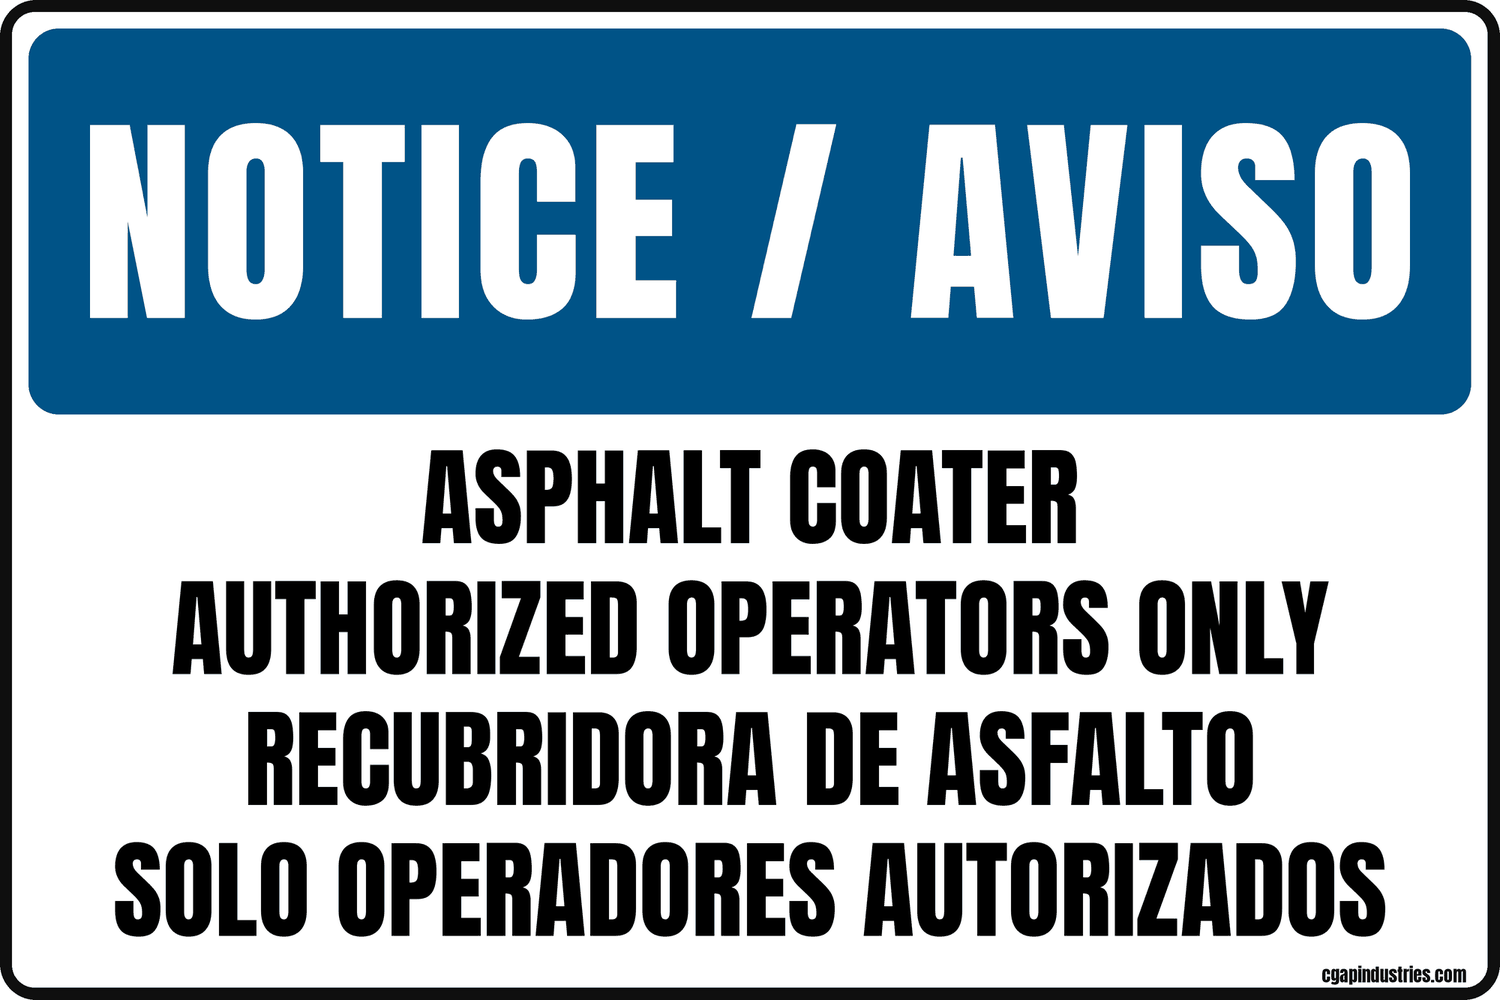 NOTICE / AVISO
ASPHALT COATER
AUTHORIZED OPERATORS ONLY
RECUBRIDORA DE ASFALTO
SOLO OPERADORES AUTORIZADOS
cgapindustries.com